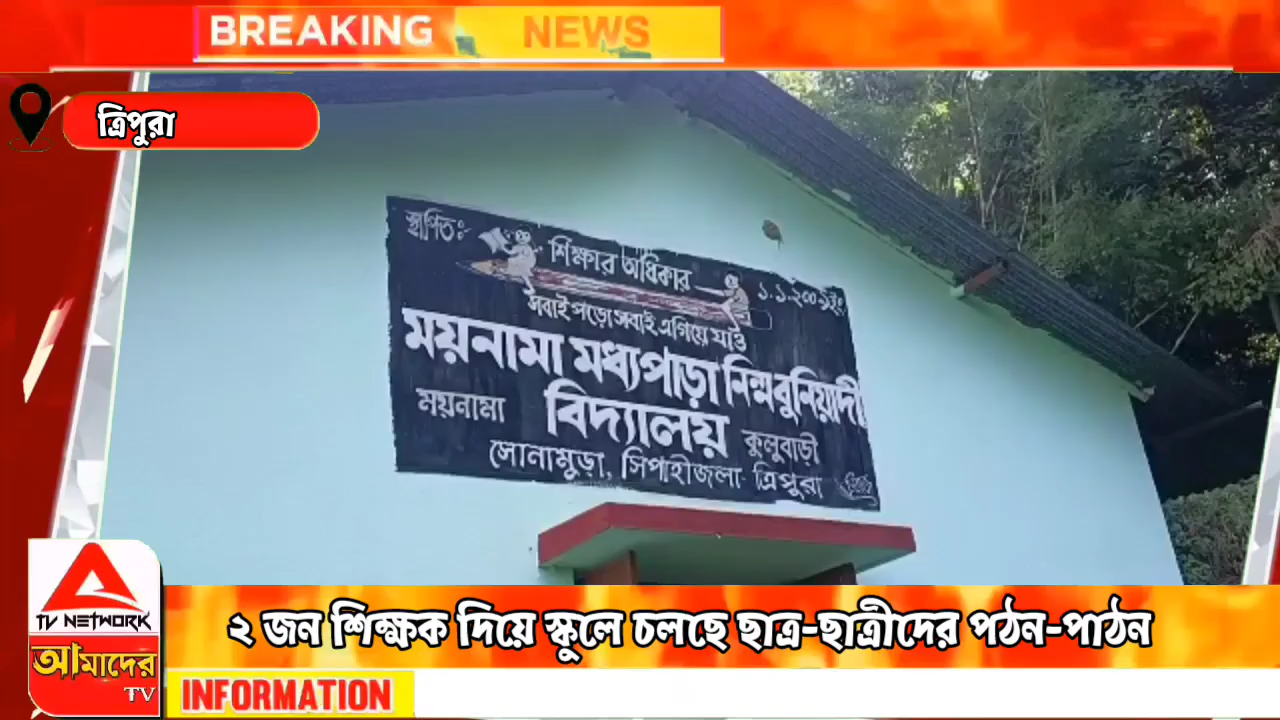 BREAKING NEWS
ত্রিপুরা
স্থাপিতঃ-
শিক্ষার অধিকার
১.১.২০০১ইং
সবাই পড়ো সবাই এগিয়ে যাও
ময়নামা মধ্যপাড়া নিম্নবুনিয়াদী
বিদ্যালয়
ময়নামা
কুলুবাড়ী
সোনামুড়া, সিপাহীজলা ত্রিপুরা
২ জন শিক্ষক দিয়ে স্কুলে চলছে ছাত্র-ছাত্রীদের পঠন-পাঠন
TV NETWORK
আমাদের
TV
INFORMATION